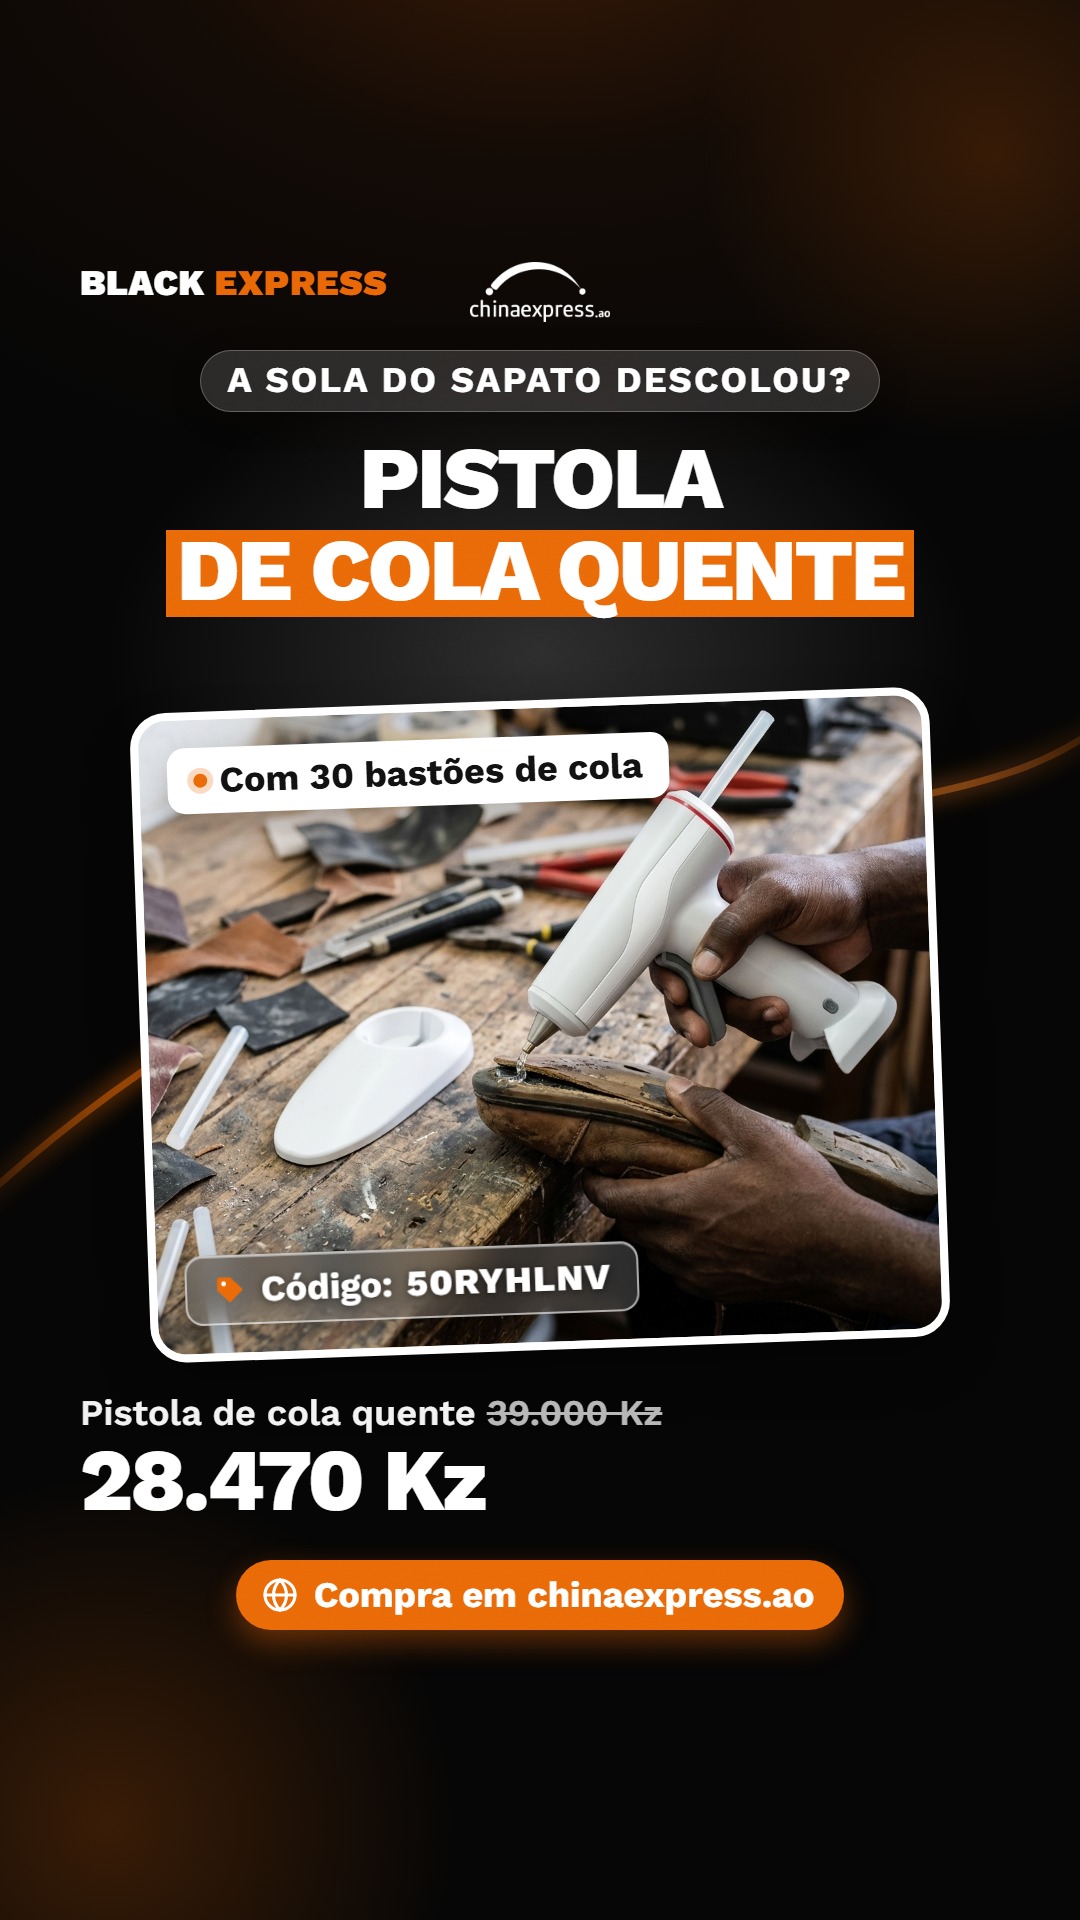 BLACK EXPRESS
chinaexpress.ao
A SOLA DO SAPATO DESCOLOU?
PISTOLA
DE COLA QUENTE
Com 30 bastões de cola
Código: 50RYHLNV
Pistola de cola quente 39.000 Kz
28.470 Kz
Compra em chinaexpress.ao